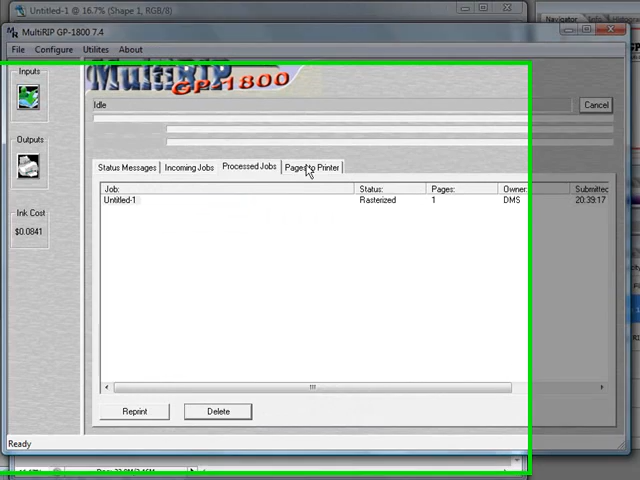 Untitled-1 @ 16.7% (Shape 1, RGB/8)
Navigator Info
MultiRIP GP-1800 7.4
File Configure Utilites About
Inputs
MultiRIP
GP-1800
Idle
Cancel
Outputs
Status Messages Incoming Jobs Processed Jobs Pages to Printer
Job: Status: Pages: Owner: Submitted
Untitled-1 Rasterized 1 DMS 20:39:17
Ink Cost
$0.0841
Reprint Delete
Ready